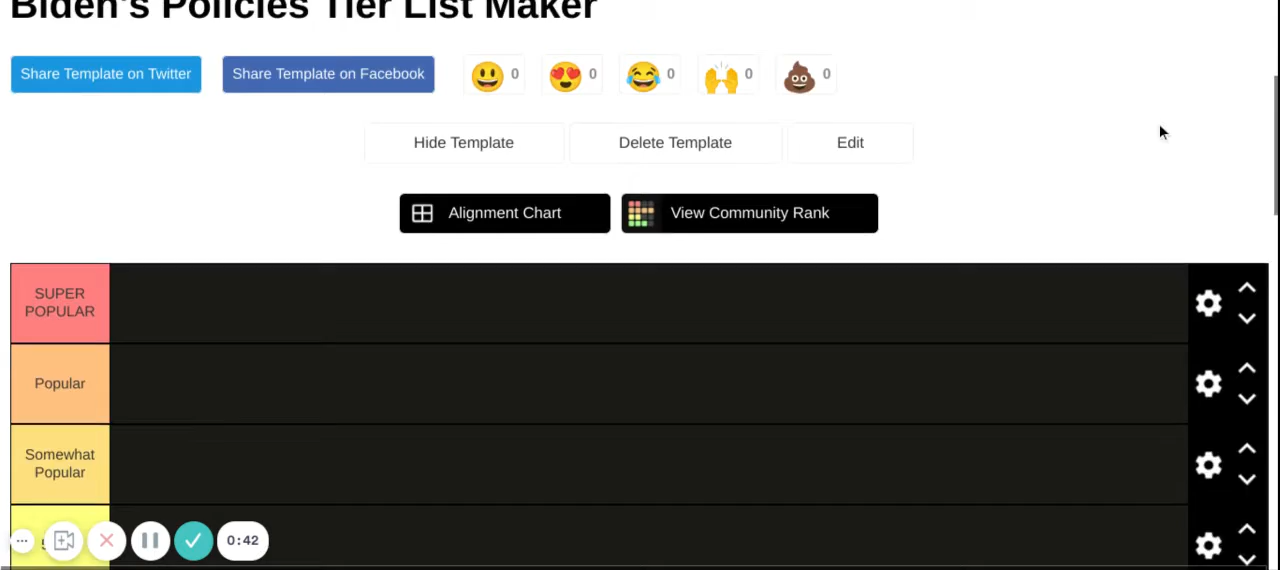 Biden's Policies Tier List Maker
Share Template on Twitter
Share Template on Facebook
0
0
0
0
0
Hide Template
Delete Template
Edit
Alignment Chart
View Community Rank
SUPER
POPULAR
Popular
Somewhat
Popular
0:42